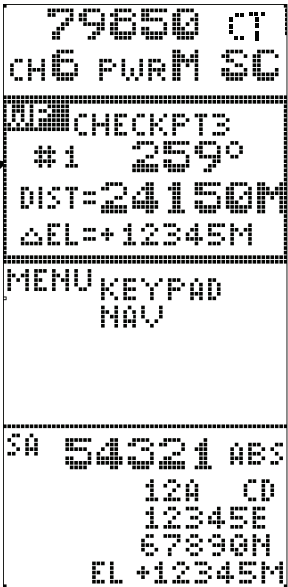 79650 CT
CH6 PWRM SC
WP CHECKPT3
#1 259°
DIST=24150M
△EL=+12345M
MENU KEYPAD
NAV
SA 54321 ABS
12A CD
12345E
67890N
EL +12345M